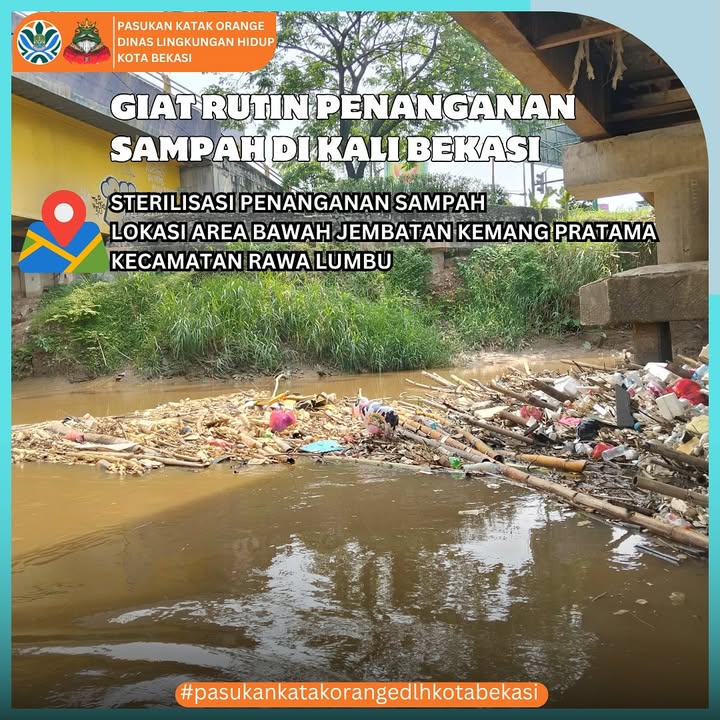 PASUKAN KATAK ORANGE
DINAS LINGKUNGAN HIDUP
KOTA BEKASI
GIAT RUTIN PENANGANAN
SAMPAH DI KALI BEKASI
STERILISASI PENANGANAN SAMPAH
LOKASI AREA BAWAH JEMBATAN KEMANG PRATAMA
KECAMATAN RAWA LUMBU
#pasukankatakorangedlhkotabekasi